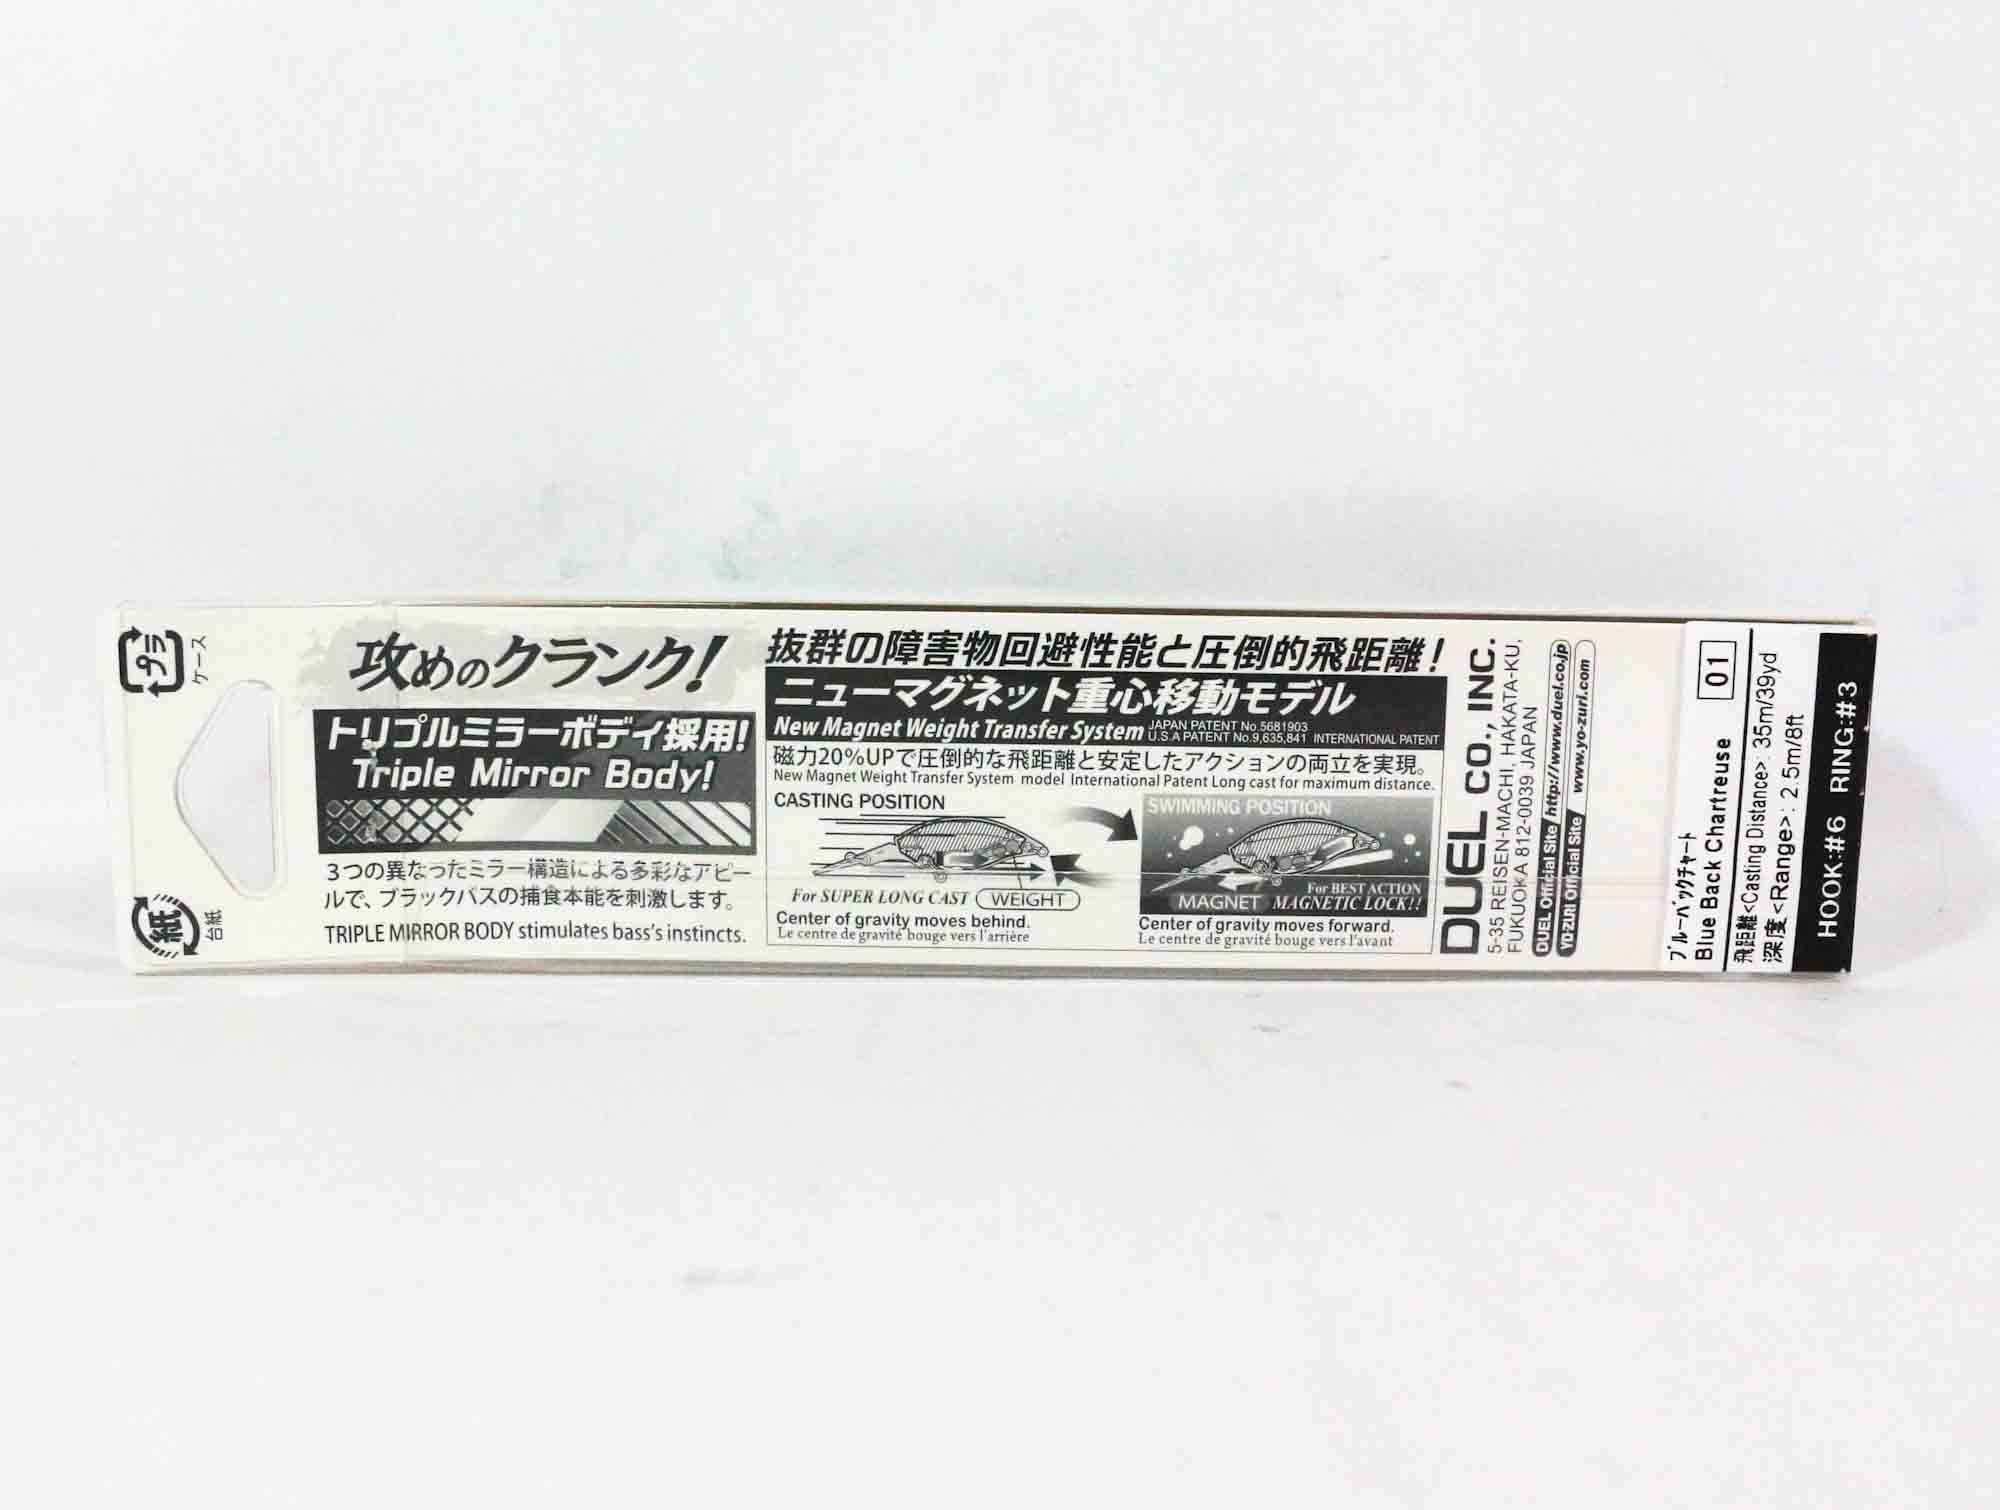 プラ
ケース
紙
台紙
攻めのクランク!
トリプルミラーボディ採用!
Triple Mirror Body!
3つの異なったミラー構造による多彩なアピー
ルで、ブラックバスの捕食本能を刺激します。
TRIPLE MIRROR BODY stimulates bass's instincts.
抜群の障害物回避性能と圧倒的飛距離!
ニューマグネット重心移動モデル
New Magnet Weight Transfer System
JAPAN PATENT No.5681903
U.S.A PATENT No.9,635,841 INTERNATIONAL PATENT
磁力20%UPで圧倒的な飛距離と安定したアクションの両立を実現。
New Magnet Weight Transfer System model International Patent Long cast for maximum distance.
CASTING POSITION
For SUPER LONG CAST
WEIGHT
Center of gravity moves behind.
Le centre de gravité bouge vers l'arrière
SWIMMING POSITION
For BEST ACTION
MAGNET
MAGNETIC LOCK!!
Center of gravity moves forward.
Le centre de gravité bouge vers l'avant
DUEL CO., INC.
5-35 REISEN-MACHI, HAKATA-KU,
FUKUOKA 812-0039 JAPAN
DUEL Official Site http://www.duel.co.jp
YO-ZURI Official Site www.yo-zuri.com
ブルーバックチャート
Blue Back Chartreuse 01
飛距離<Casting Distance>: 35m/39yd
深度<Range>: 2.5m/8ft
HOOK:#6 RING:#3